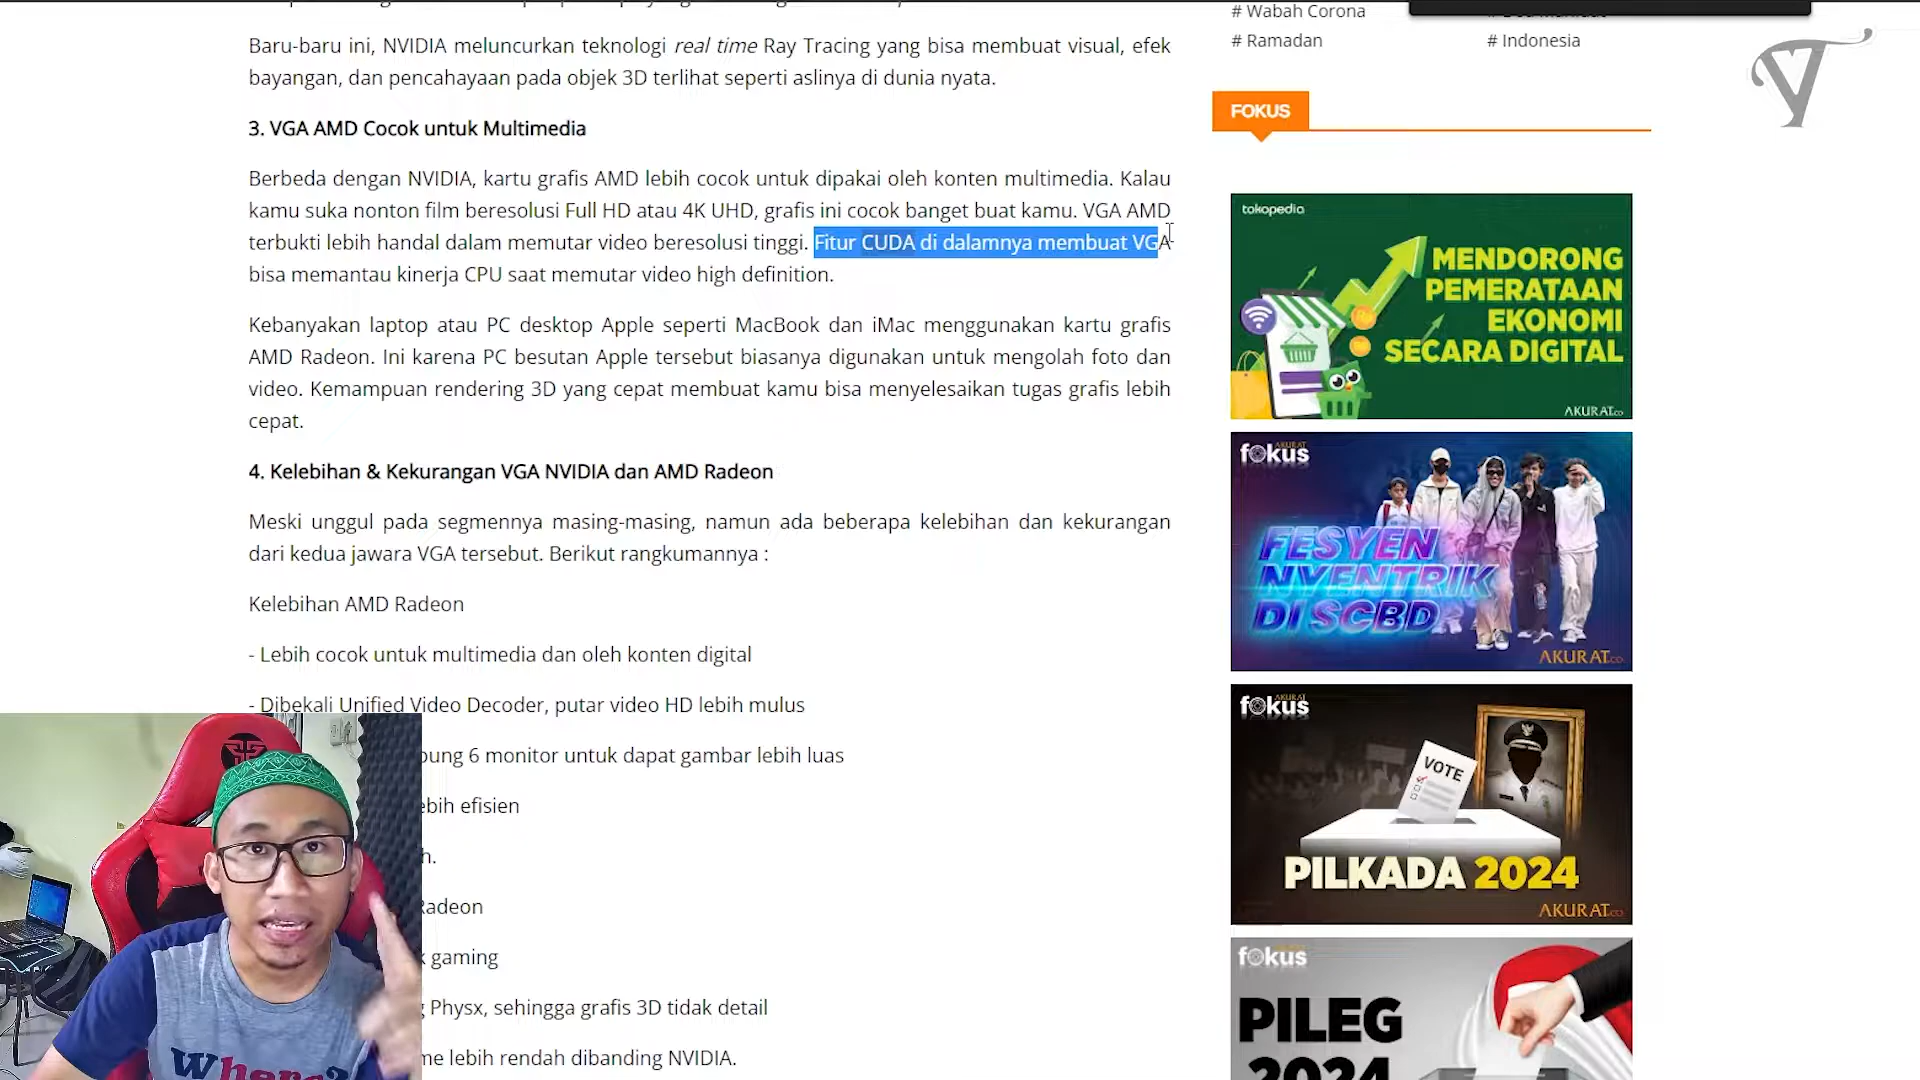 # Wabah Corona
# Ramadan
# Indonesia
Baru-baru ini, NVIDIA meluncurkan teknologi real time Ray Tracing yang bisa membuat visual, efek
bayangan, dan pencahayaan pada objek 3D terlihat seperti aslinya di dunia nyata.
3. VGA AMD Cocok untuk Multimedia
Berbeda dengan NVIDIA, kartu grafis AMD lebih cocok untuk dipakai oleh konten multimedia. Kalau
kamu suka nonton film beresolusi Full HD atau 4K UHD, grafis ini cocok banget buat kamu. VGA AMD
terbukti lebih handal dalam memutar video beresolusi tinggi. Fitur CUDA di dalamnya membuat VGA
bisa memantau kinerja CPU saat memutar video high definition.
Kebanyakan laptop atau PC desktop Apple seperti MacBook dan iMac menggunakan kartu grafis
AMD Radeon. Ini karena PC besutan Apple tersebut biasanya digunakan untuk mengolah foto dan
video. Kemampuan rendering 3D yang cepat membuat kamu bisa menyelesaikan tugas grafis lebih
cepat.
4. Kelebihan & Kekurangan VGA NVIDIA dan AMD Radeon
Meski unggul pada segmennya masing-masing, namun ada beberapa kelebihan dan kekurangan
dari kedua jawara VGA tersebut. Berikut rangkumannya :
Kelebihan AMD Radeon
- Lebih cocok untuk multimedia dan oleh konten digital
- Dibekali Unified Video Decoder, putar video HD lebih mulus
6 monitor untuk dapat gambar lebih luas
efisien
gaming
Physx, sehingga grafis 3D tidak detail
lebih rendah dibanding NVIDIA.
Where?
FOKUS
tokopedia
MENDORONG
PEMERATAAN
EKONOMI
SECARA DIGITAL
AKURAT.co
AKURAT
fokus
FESYEN
NYENTRIK
DI SCBD
AKURAT.co
AKURAT
fokus
VOTE
PILKADA 2024
AKURAT.co
fokus
PILEG
2024